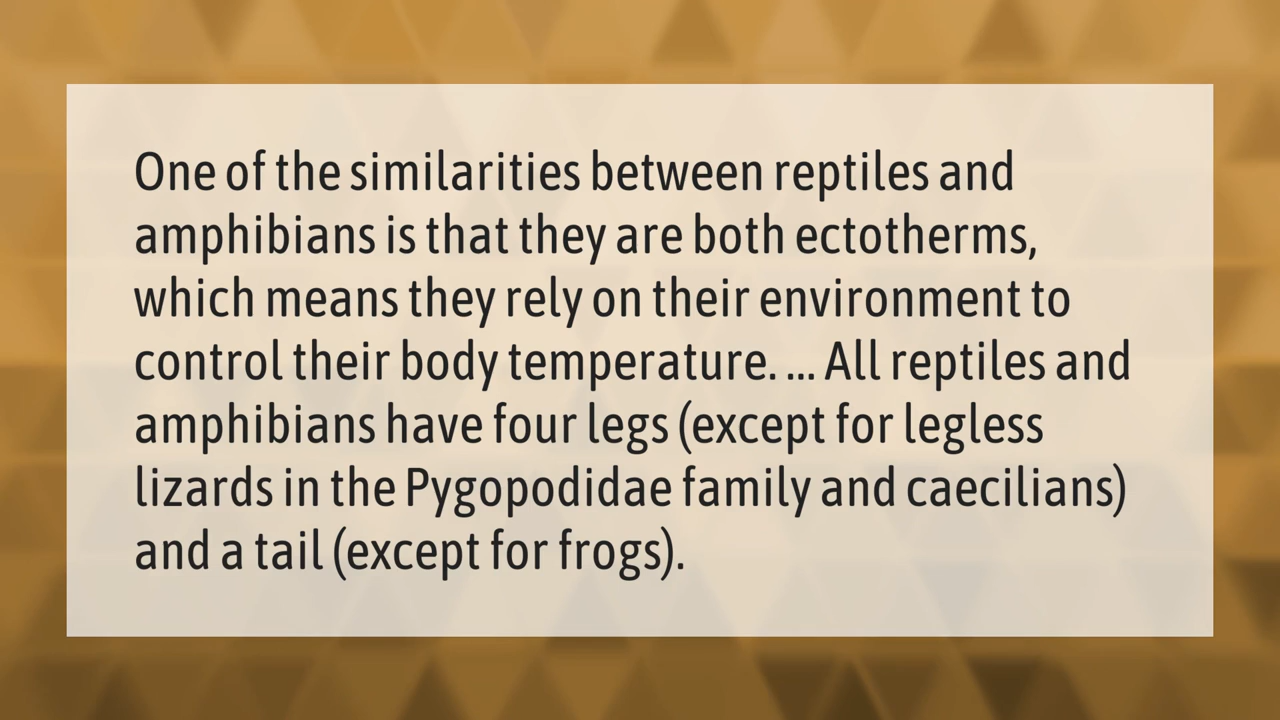 One of the similarities between reptiles and
amphibians is that they are both ectotherms,
which means they rely on their environment to
control their body temperature. ... All reptiles and
amphibians have four legs (except for legless
lizards in the Pygopodidae family and caecilians)
and a tail (except for frogs).